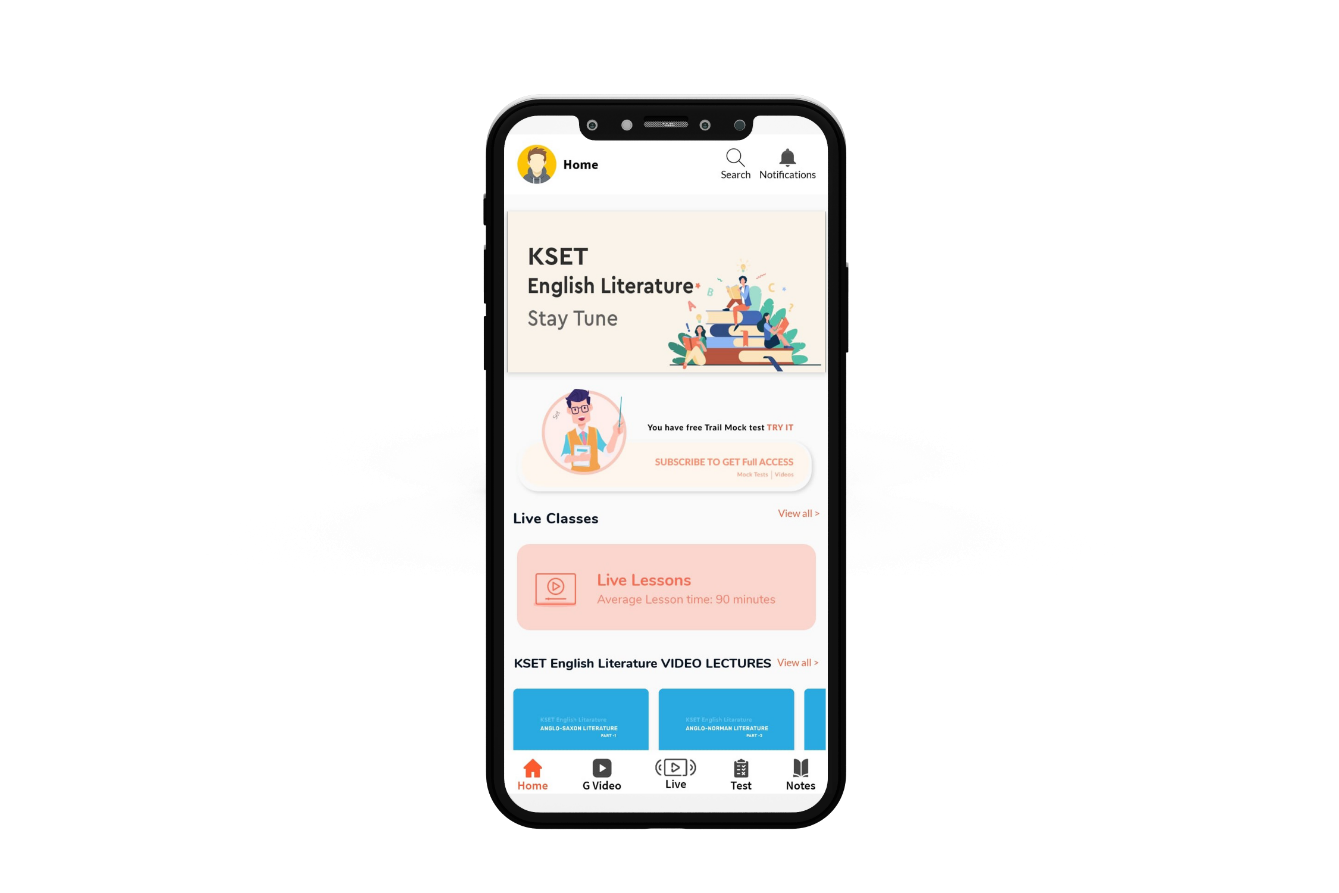 Home
Search
Notifications
KSET
English Literature
Stay Tune
A
B
C
?
!
Set
You have free Trail Mock test TRY IT
SUBSCRIBE TO GET Full ACCESS
Mock Tests | Videos
Live Classes
View all >
Live Lessons
Average Lesson time: 90 minutes
KSET English Literature VIDEO LECTURES
View all >
KSET English Literature
ANGLO-SAXON LITERATURE
PART -1
KSET English Literature
ANGLO-NORMAN LITERATURE
PART -2
Home
G Video
Live
Test
Notes